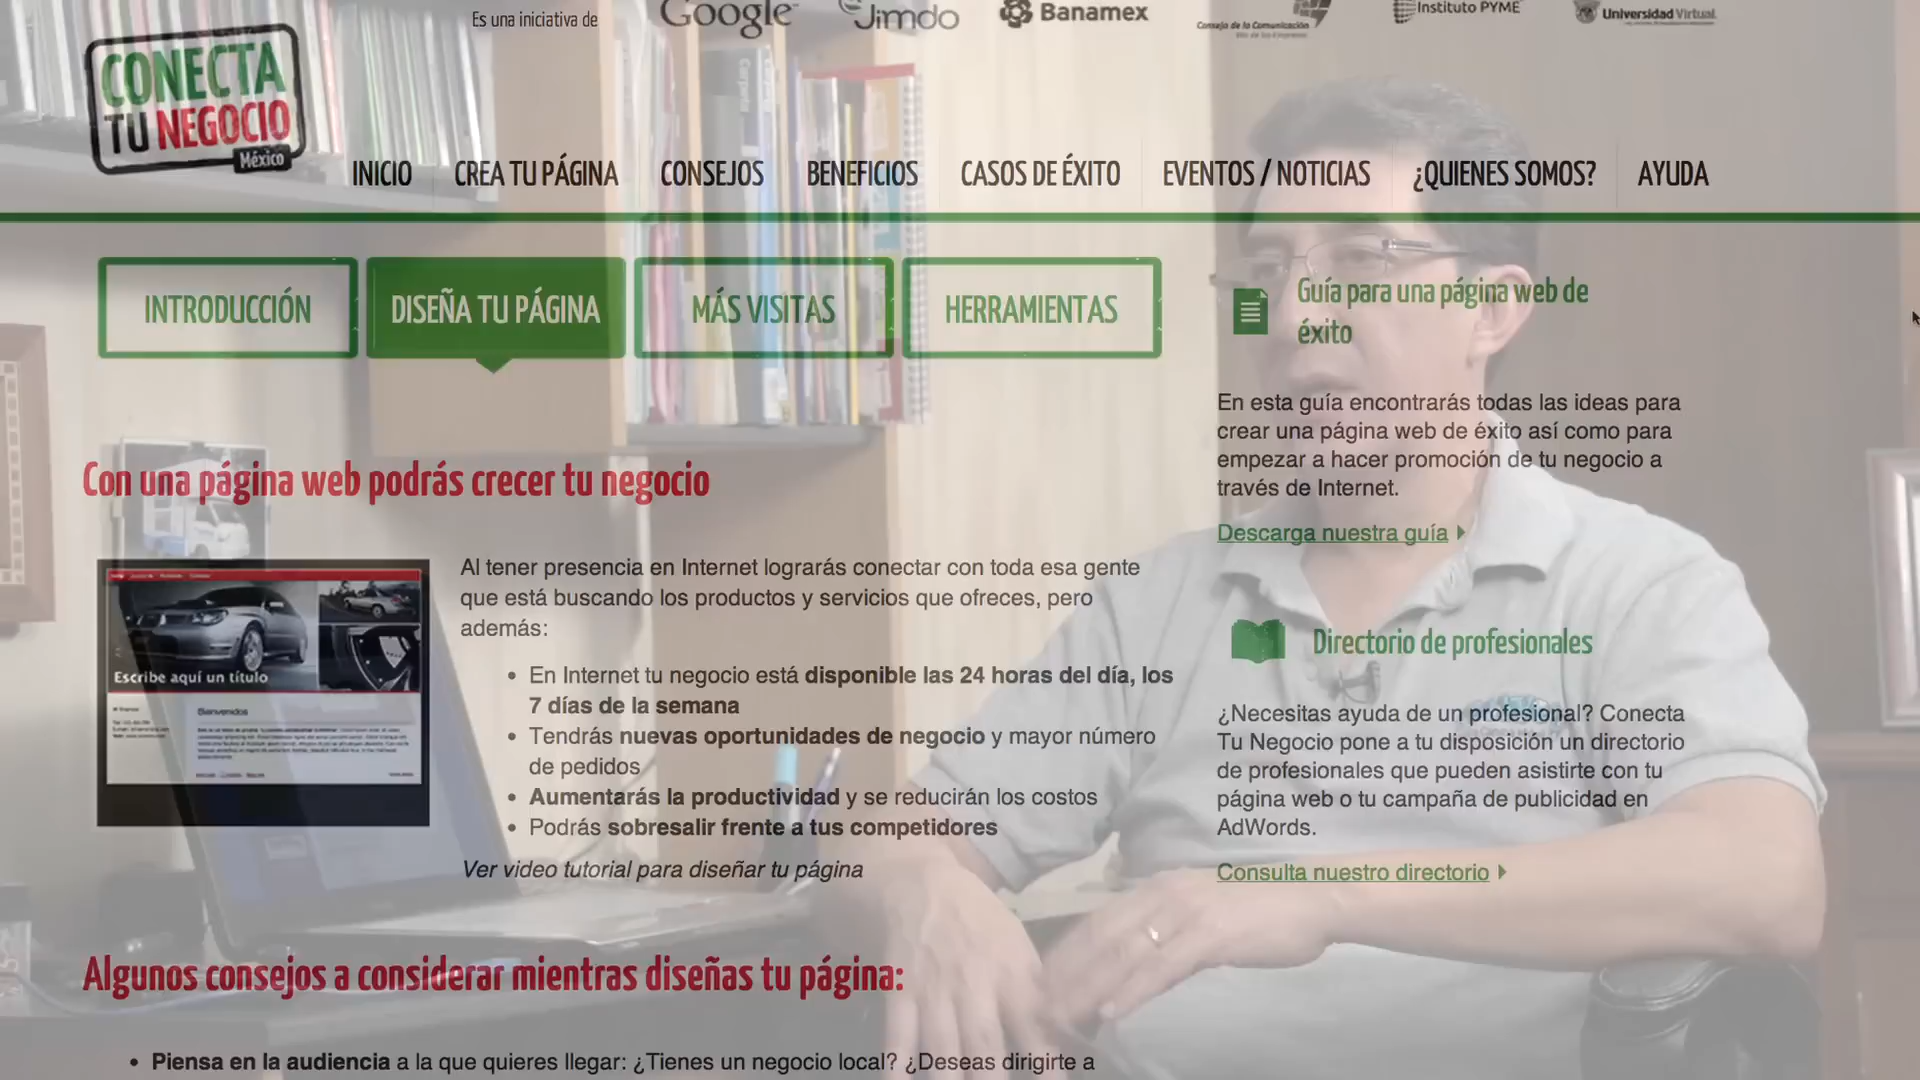 Es una iniciativa de
Google
Jimdo
Banamex
Consejo de la Comunicación
Instituto PYME
Universidad Virtual
CONECTA
TU NEGOCIO
México
INICIO
CREA TU PÁGINA
CONSEJOS
BENEFICIOS
CASOS DE ÉXITO
EVENTOS / NOTICIAS
¿QUIENES SOMOS?
AYUDA
INTRODUCCIÓN
DISEÑA TU PÁGINA
MÁS VISITAS
HERRAMIENTAS
Con una página web podrás crecer tu negocio
Escribe aquí un título
Bienvenidos
Al tener presencia en Internet lograrás conectar con toda esa gente
que está buscando los productos y servicios que ofreces, pero
además:
• En Internet tu negocio está disponible las 24 horas del día, los
7 días de la semana
• Tendrás nuevas oportunidades de negocio y mayor número
de pedidos
• Aumentarás la productividad y se reducirán los costos
• Podrás sobresalir frente a tus competidores
Ver video tutorial para diseñar tu página
Algunos consejos a considerar mientras diseñas tu página:
• Piensa en la audiencia a la que quieres llegar: ¿Tienes un negocio local? ¿Deseas dirigirte a
Guía para una página web de
éxito
En esta guía encontrarás todas las ideas para
crear una página web de éxito así como para
empezar a hacer promoción de tu negocio a
través de Internet.
Descarga nuestra guía
Directorio de profesionales
¿Necesitas ayuda de un profesional? Conecta
Tu Negocio pone a tu disposición un directorio
de profesionales que pueden asistirte con tu
página web o tu campaña de publicidad en
AdWords.
Consulta nuestro directorio